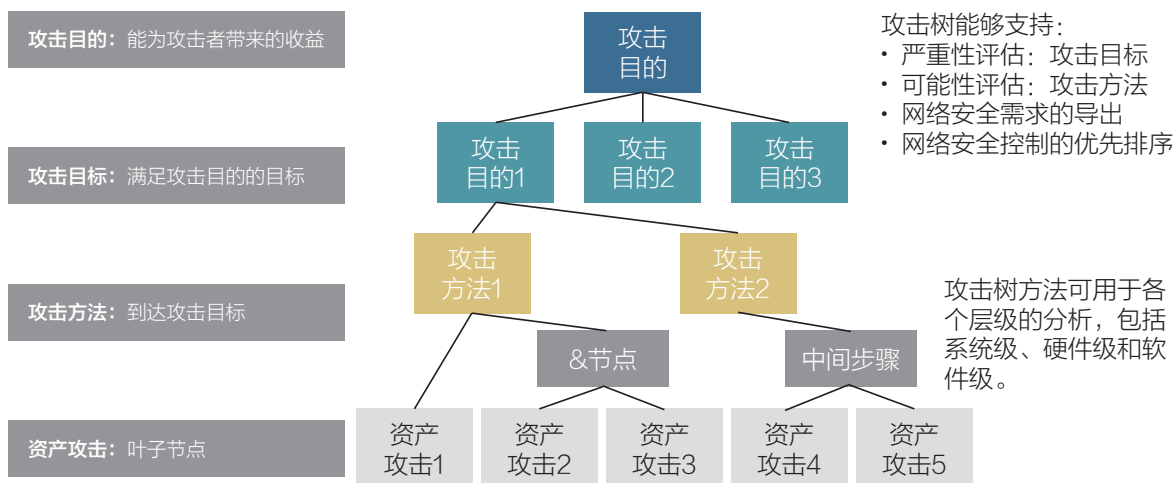 攻击目的：能为攻击者带来的收益
攻击
目的
攻击树能够支持：
• 严重性评估：攻击目标
• 可能性评估：攻击方法
• 网络安全需求的导出
• 网络安全控制的优先排序
攻击目标：满足攻击目的的目标
攻击
目的1
攻击
目的2
攻击
目的3
攻击方法：到达攻击目标
攻击
方法1
攻击
方法2
攻击树方法可用于各
个层级的分析，包括
系统级、硬件级和软
件级。
&节点
中间步骤
资产攻击：叶子节点
资产
攻击1
资产
攻击2
资产
攻击3
资产
攻击4
资产
攻击5